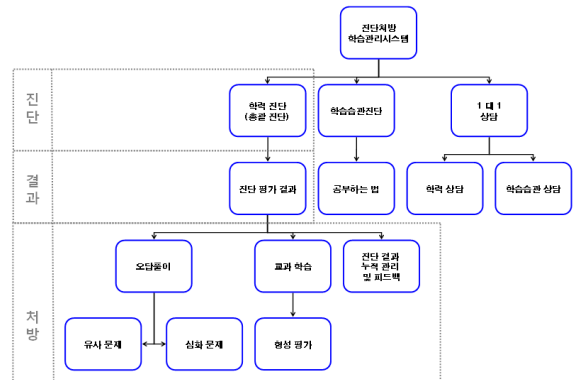 진단처방
학습관리시스템
진
단
학력 진단
(총괄 진단)
학습습관진단
1 대 1
상담
결
과
진단 평가 결과
공부하는 법
학력 상담
학습습관 상담
처
방
오답풀이
교과 학습
진단 결과
누적 관리
및 피드백
유사 문제
심화 문제
형성 평가